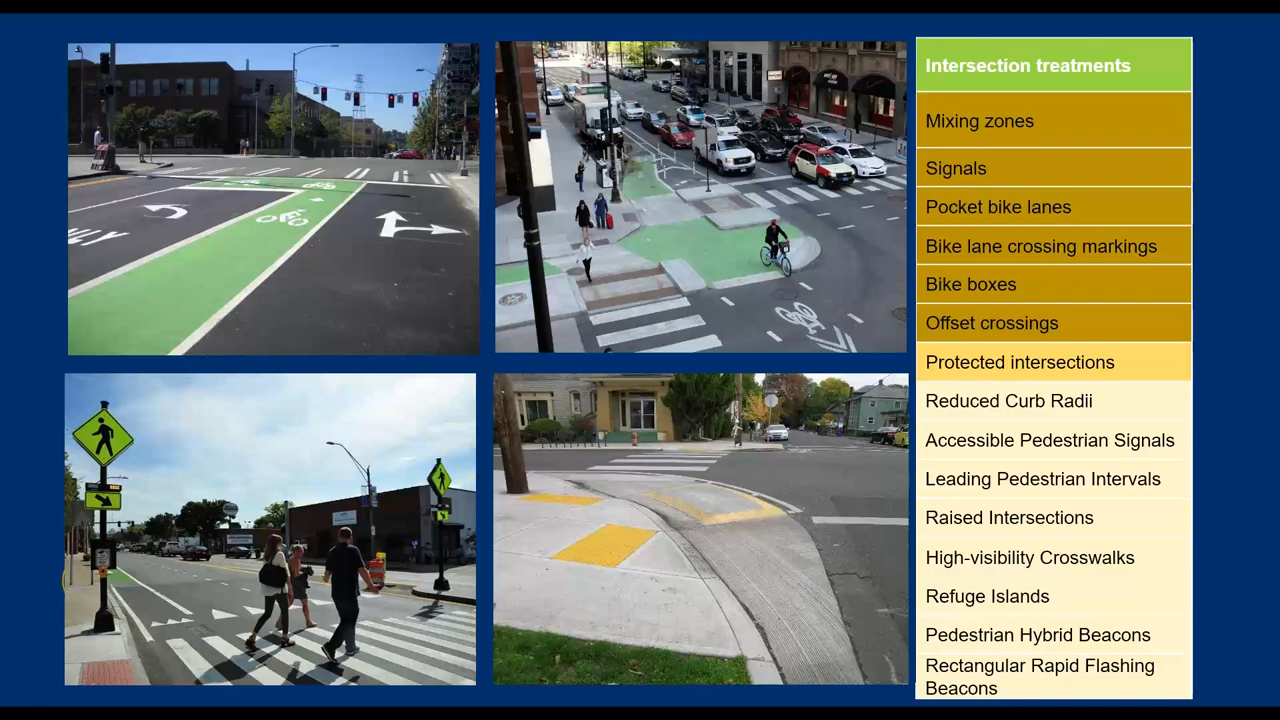 NLY
Intersection treatments
Mixing zones
Signals
Pocket bike lanes
Bike lane crossing markings
Bike boxes
Offset crossings
Protected intersections
Reduced Curb Radii
Accessible Pedestrian Signals
Leading Pedestrian Intervals
Raised Intersections
High-visibility Crosswalks
Refuge Islands
Pedestrian Hybrid Beacons
Rectangular Rapid Flashing
Beacons